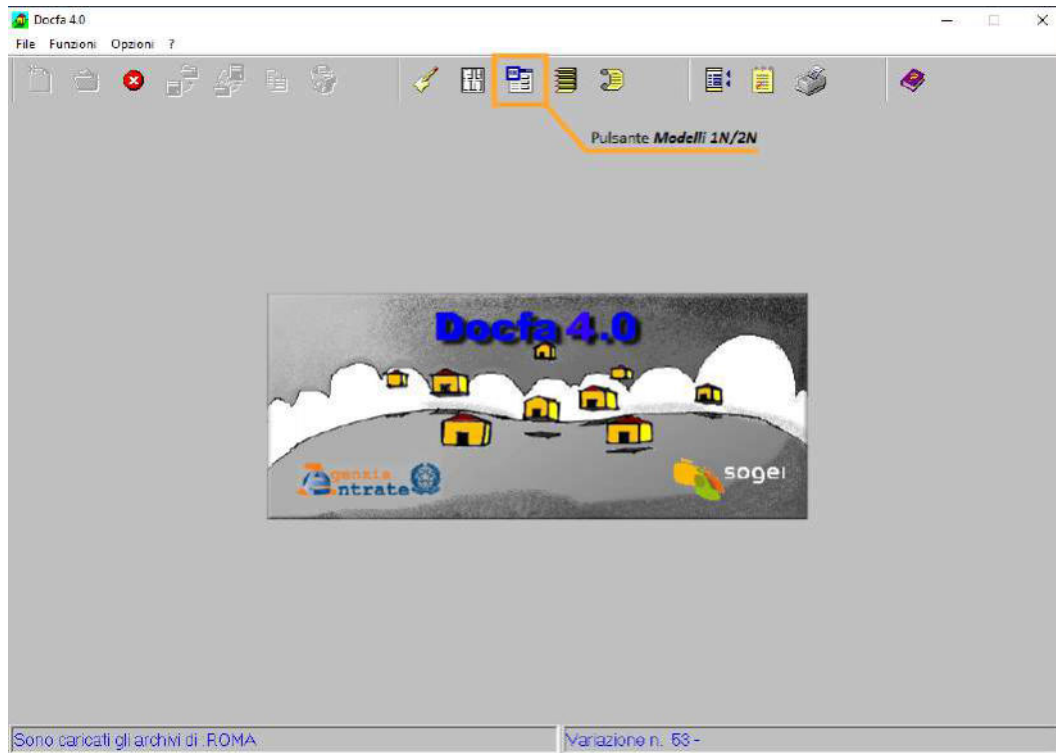 Docfa 4.0
File Funzioni Opzioni ?
Pulsante Modelli 1N/2N
Docfa 4.0
genzia
ntrate
sogei
Sono caricati gli archivi di :ROMA
Variazione n. 53 -